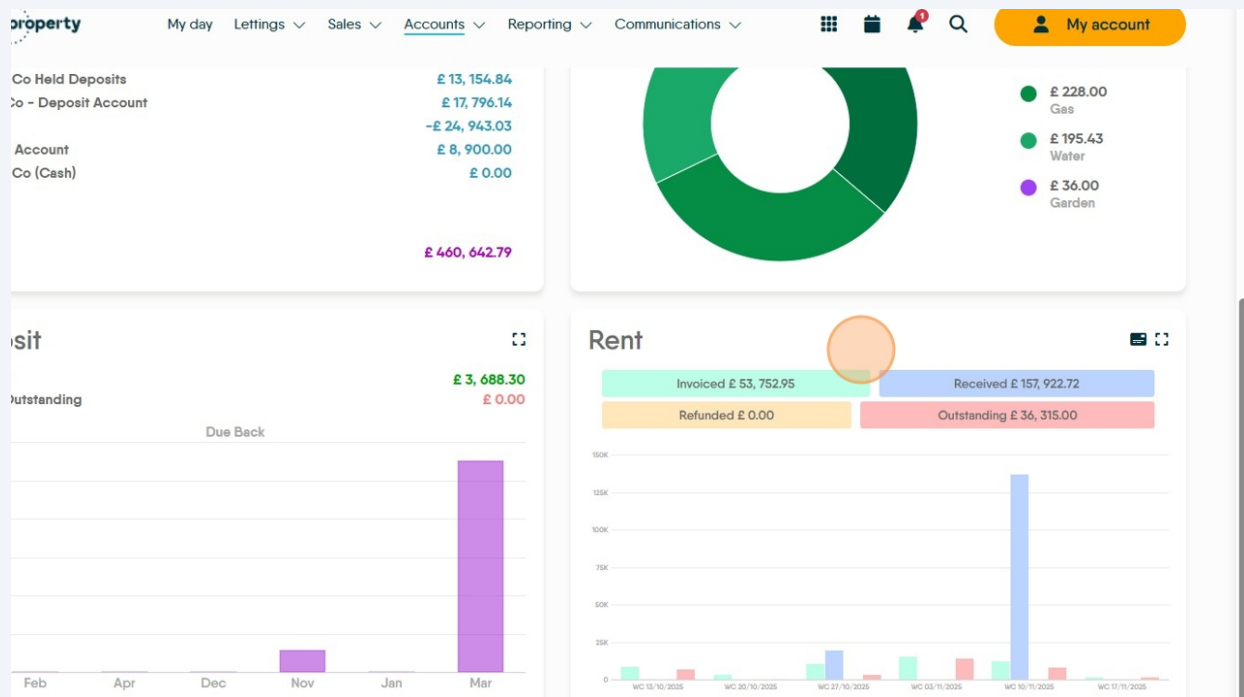 property
My day
Lettings
Sales
Accounts
Reporting
Communications
1
My account
Co Held Deposits £ 13, 154.84
Co - Deposit Account £ 17, 796.14
-£ 24, 943.03
Account £ 8, 900.00
Co (Cash) £ 0.00
£ 460, 642.79
£ 228.00
Gas
£ 195.43
Water
£ 36.00
Garden
sit
£ 3, 688.30
Outstanding £ 0.00
Due Back
Feb Apr Dec Nov Jan Mar
Rent
Invoiced £ 53, 752.95
Received £ 157, 922.72
Refunded £ 0.00
Outstanding £ 36, 315.00
150K
125K
100K
75K
50K
25K
0
WC 13/10/2025 WC 20/10/2025 WC 27/10/2025 WC 03/11/2025 WC 10/11/2025 WC 17/11/2025